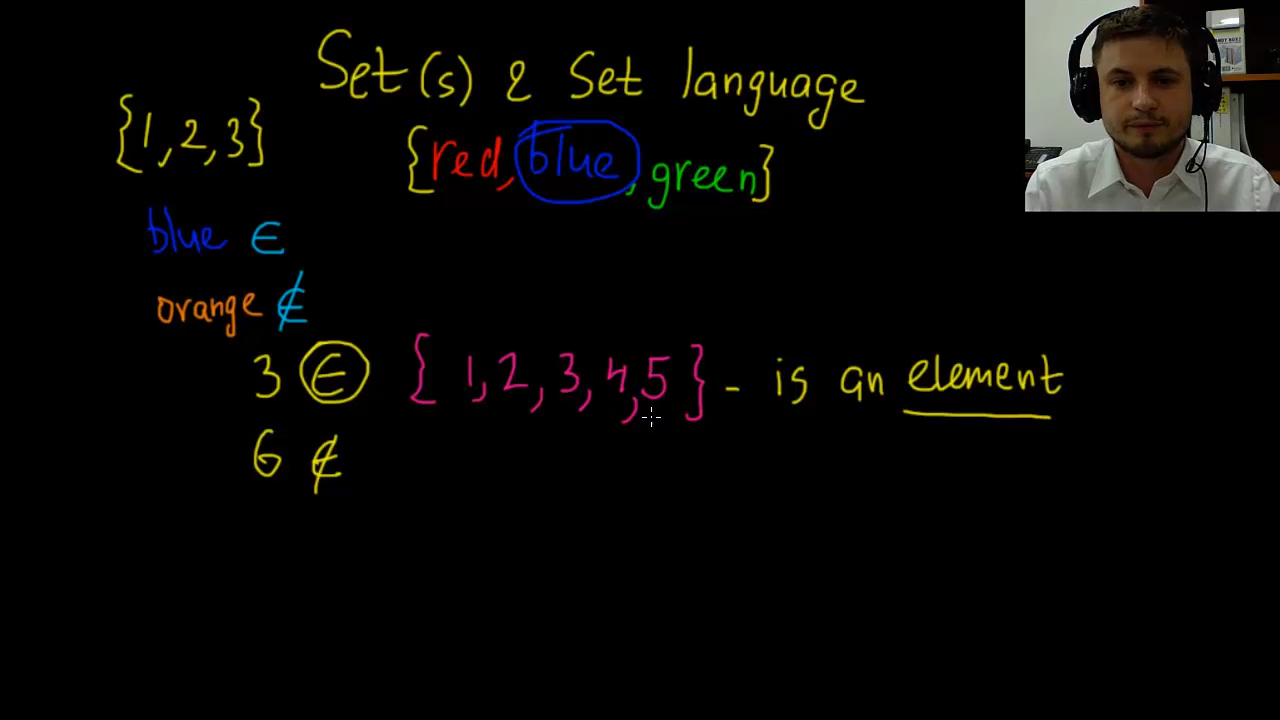 Set(s) & Set language
{1,2,3}
{red, blue, green}
blue ∈
orange ∉
3 ∈ { 1,2,3,4,5 } - is an element
6 ∉